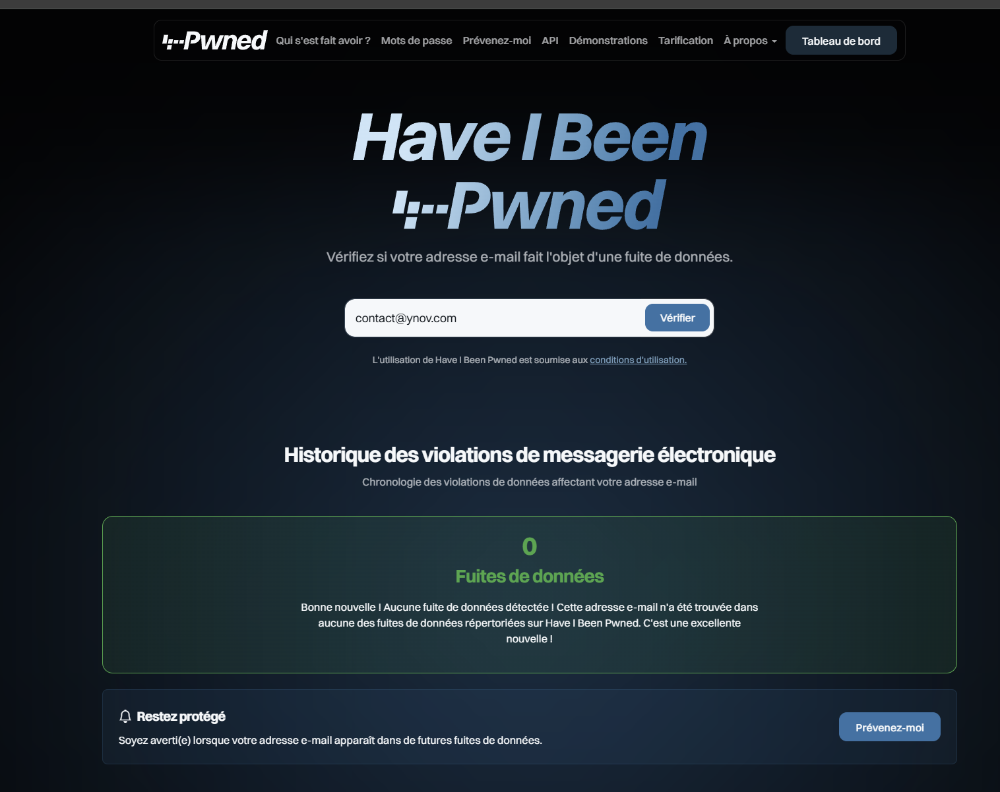 Pwned Qui s'est fait avoir ? Mots de passe Prévenez-moi API Démonstrations Tarification À propos Tableau de bord
Have I Been
Pwned
Vérifiez si votre adresse e-mail fait l'objet d'une fuite de données.
contact@ynov.com Vérifier
L'utilisation de Have I Been Pwned est soumise aux conditions d'utilisation.
Historique des violations de messagerie électronique
Chronologie des violations de données affectant votre adresse e-mail
0
Fuites de données
Bonne nouvelle ! Aucune fuite de données détectée ! Cette adresse e-mail n'a été trouvée dans
aucune des fuites de données répertoriées sur Have I Been Pwned. C'est une excellente
nouvelle !
Restez protégé
Soyez averti(e) lorsque votre adresse e-mail apparaît dans de futures fuites de données.
Prévenez-moi